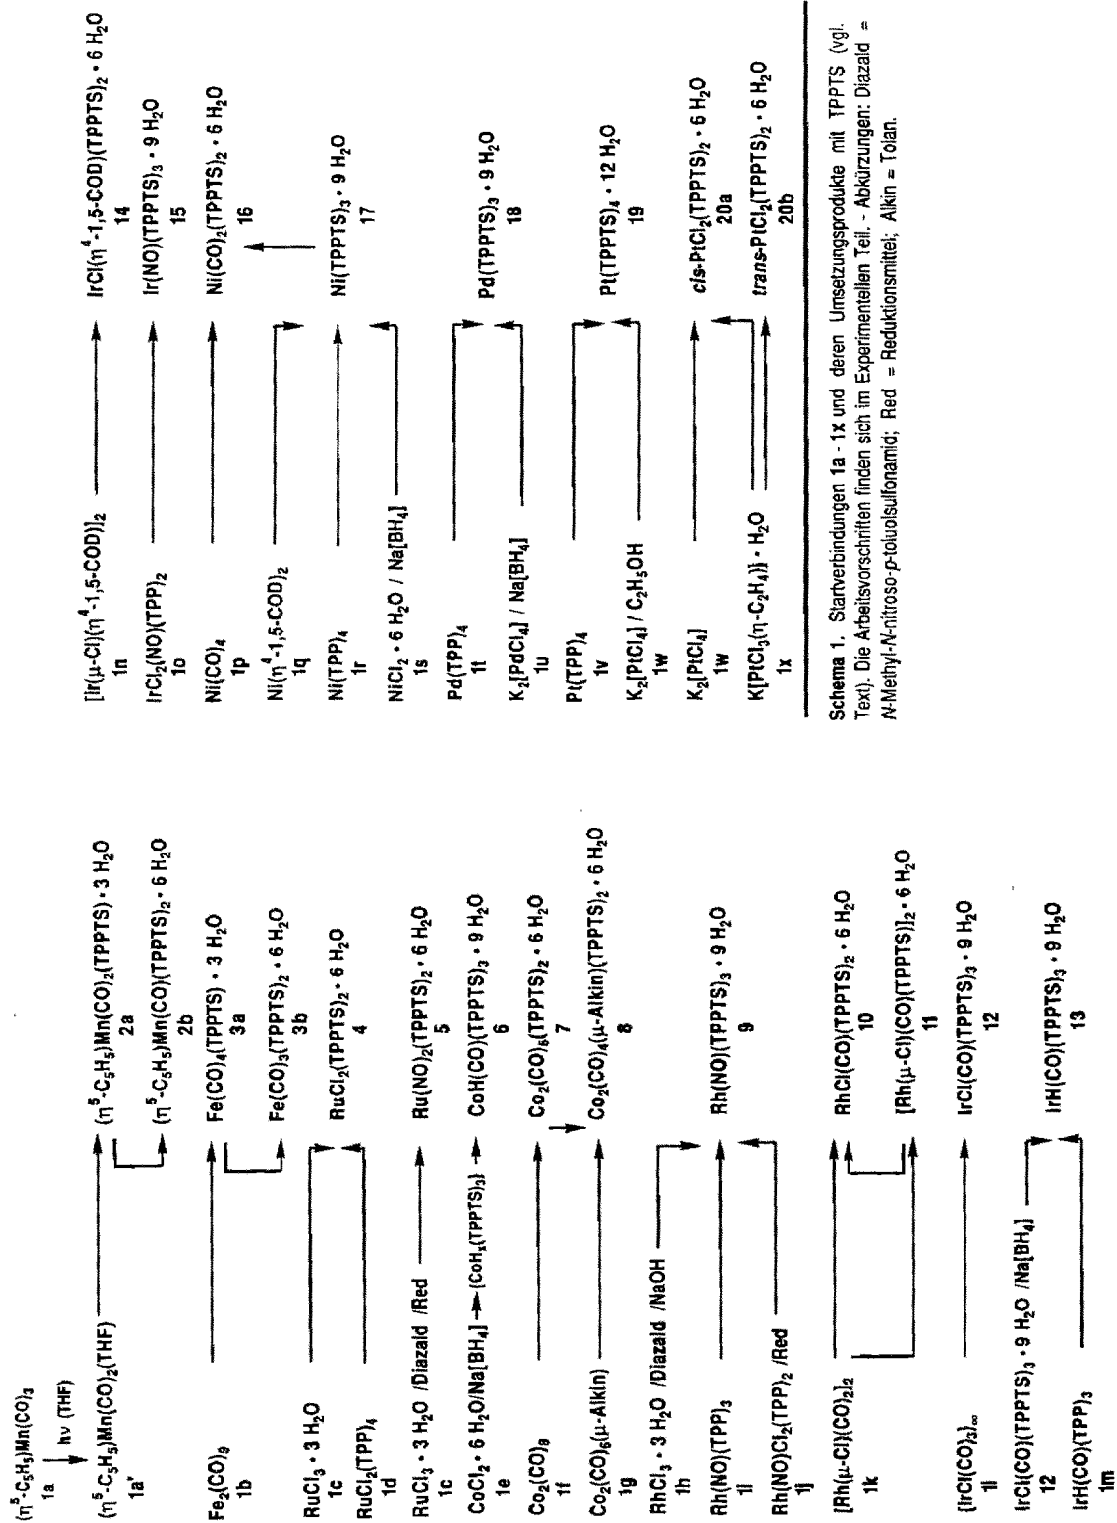 (η⁵-C₅H₅)Mn(CO)₃
1a
hν (THF)
(η⁵-C₅H₅)Mn(CO)₂(THF)
1a'
(η⁵-C₅H₅)Mn(CO)₂(TPPTS) • 3 H₂O
2a
(η⁵-C₅H₅)Mn(CO)(TPPTS)₂ • 6 H₂O
2b
Fe₂(CO)₉
1b
Fe(CO)₄(TPPTS) • 3 H₂O
3a
Fe(CO)₃(TPPTS)₂ • 6 H₂O
3b
RuCl₃ • 3 H₂O
1c
RuCl₂(TPP)₄
1d
RuCl₂(TPPTS)₂ • 6 H₂O
4
RuCl₃ • 3 H₂O /Diazald /Red
1c
Ru(NO)₂(TPPTS)₂ • 6 H₂O
5
CoCl₂ • 6 H₂O/Na[BH₄]
1e
{CoHₓ(TPPTS)₃}
CoH(CO)(TPPTS)₃ • 9 H₂O
6
Co₂(CO)₈
1f
Co₂(CO)₆(TPPTS)₂ • 6 H₂O
7
Co₂(CO)₆(μ-Alkin)
1g
Co₂(CO)₄(μ-Alkin)(TPPTS)₂ • 6 H₂O
8
RhCl₃ • 3 H₂O /Diazald /NaOH
1h
Rh(NO)(TPP)₃
1i
Rh(NO)Cl₂(TPP)₂ /Red
1j
Rh(NO)(TPPTS)₃ • 9 H₂O
9
[Rh(μ-Cl)(CO)₂]₂
1k
RhCl(CO)(TPPTS)₂ • 6 H₂O
10
[Rh(μ-Cl)(CO)(TPPTS)]₂ • 6 H₂O
11
{IrCl(CO)₃}∞
1l
IrCl(CO)(TPPTS)₃ • 9 H₂O
12
IrCl(CO)(TPPTS)₃ • 9 H₂O /Na[BH₄]
12
IrH(CO)(TPP)₃
1m
IrH(CO)(TPPTS)₃ • 9 H₂O
13
[Ir(μ-Cl)(η⁴-1,5-COD)]₂
1n
IrCl(η⁴-1,5-COD)(TPPTS)₂ • 6 H₂O
14
IrCl₂(NO)(TPP)₂
1o
Ir(NO)(TPPTS)₃ • 9 H₂O
15
Ni(CO)₄
1p
Ni(CO)₂(TPPTS)₂ • 6 H₂O
16
Ni(η⁴-1,5-COD)₂
1q
Ni(TPP)₄
1r
NiCl₂ • 6 H₂O / Na[BH₄]
1s
Ni(TPPTS)₃ • 9 H₂O
17
Pd(TPP)₄
1t
K₂[PdCl₄] / Na[BH₄]
1u
Pd(TPPTS)₃ • 9 H₂O
18
Pt(TPP)₄
1v
K₂[PtCl₄] / C₂H₅OH
1w
Pt(TPPTS)₄ • 12 H₂O
19
K₂[PtCl₄]
1w
cis-PtCl₂(TPPTS)₂ • 6 H₂O
20a
K[PtCl₃(η-C₂H₄)] • H₂O
1x
trans-PtCl₂(TPPTS)₂ • 6 H₂O
20b
Schema 1. Startverbindungen 1a - 1x und deren Umsetzungsprodukte mit TPPTS (vgl.
Text). Die Arbeitsvorschriften finden sich im Experimentellen Teil. - Abkürzungen: Diazald =
N-Methyl-N-nitroso-p-toluolsulfonamid; Red = Reduktionsmittel; Alkin = Tolan.